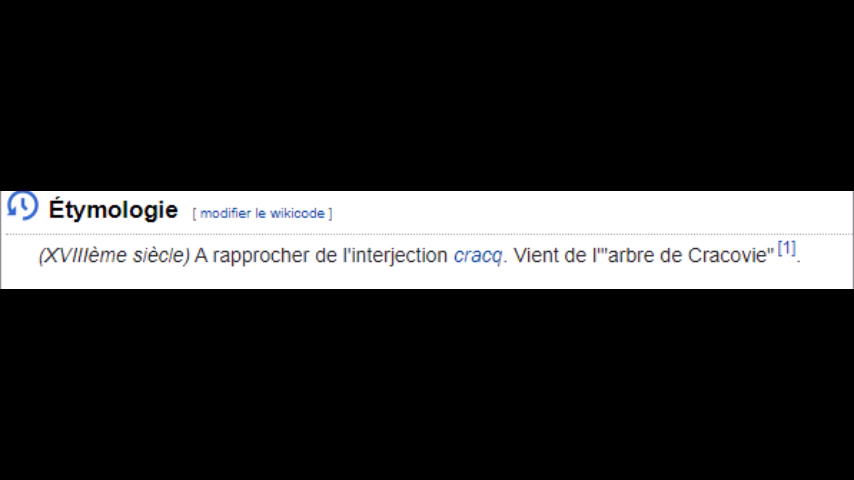 Étymologie [ modifier le wikicode ]
(XVIIIème siècle) A rapprocher de l'interjection cracq. Vient de l'"arbre de Cracovie" [1].